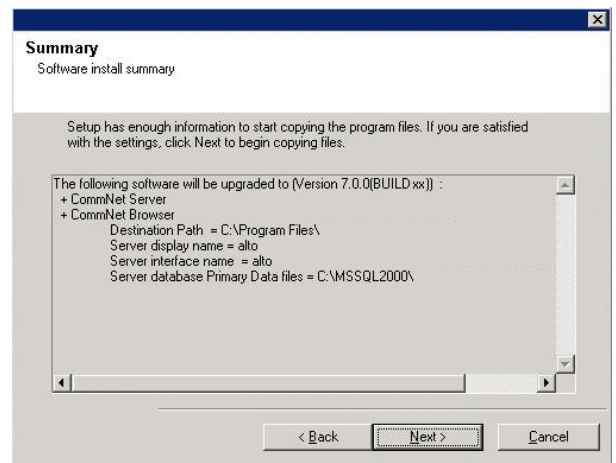 Summary
Software install summary
Setup has enough information to start copying the program files. If you are satisfied
with the settings, click Next to begin copying files.
The following software will be upgraded to (Version 7.0.0(BUILD xx)) :
+ CommNet Server
+ CommNet Browser
Destination Path = C:\Program Files\
Server display name = alto
Server interface name = alto
Server database Primary Data files = C:\MSSQL2000\
< Back
Next >
Cancel